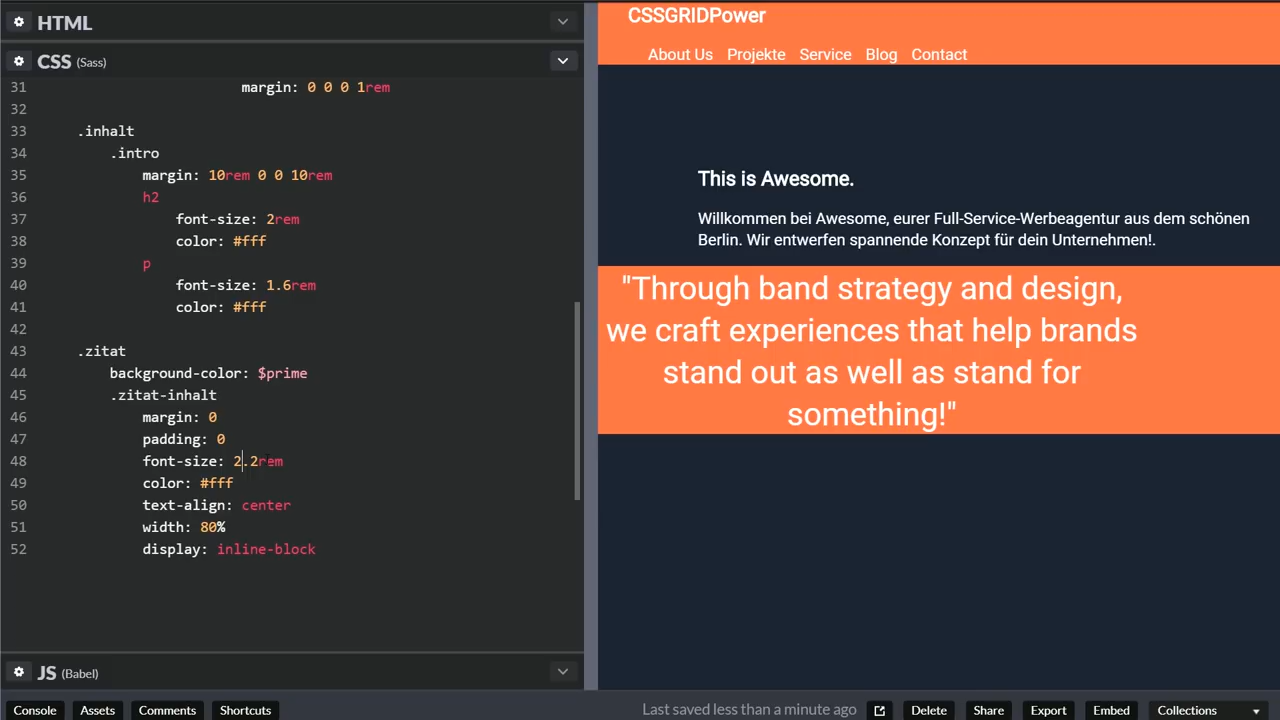 HTML
CSS (Sass)
31 margin: 0 0 0 1rem
32
33 .inhalt
34 .intro
35 margin: 10rem 0 0 10rem
36 h2
37 font-size: 2rem
38 color: #fff
39 p
40 font-size: 1.6rem
41 color: #fff
42
43 .zitat
44 background-color: $prime
45 .zitat-inhalt
46 margin: 0
47 padding: 0
48 font-size: 2.2rem
49 color: #fff
50 text-align: center
51 width: 80%
52 display: inline-block
JS (Babel)
Console Assets Comments Shortcuts
CSSGRIDPower
About Us Projekte Service Blog Contact
This is Awesome.
Willkommen bei Awesome, eurer Full-Service-Werbeagentur aus dem schönen
Berlin. Wir entwerfen spannende Konzept für dein Unternehmen!.
"Through band strategy and design,
we craft experiences that help brands
stand out as well as stand for
something!"
Last saved less than a minute ago Delete Share Export Embed Collections